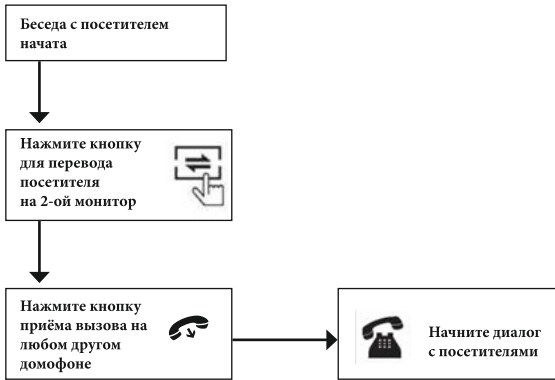 Беседа с посетителем
начата
Нажмите кнопку
для перевода
посетителя
на 2-ой монитор
Нажмите кнопку
приёма вызова на
любом другом
домофоне
Начните диалог
с посетителями